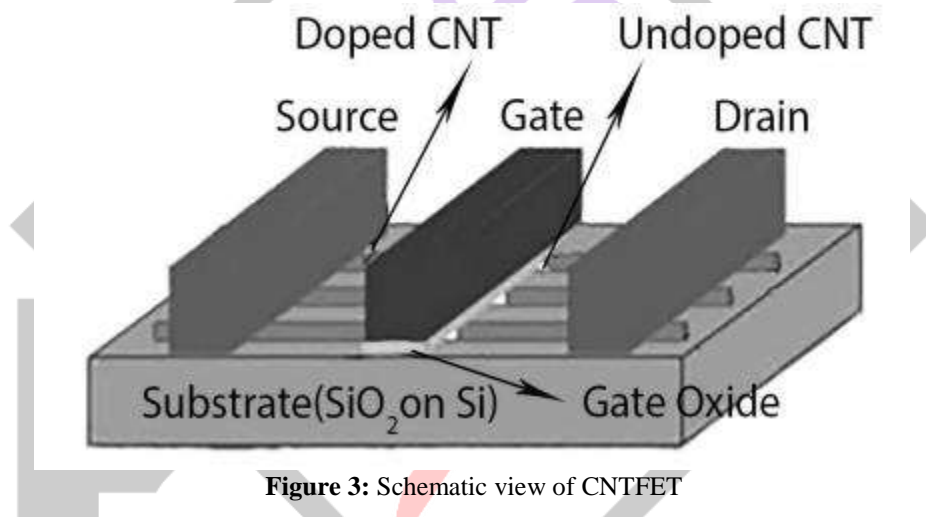 Doped CNT Undoped CNT
Source Gate Drain
Substrate(SiO₂on Si) Gate Oxide
Figure 3: Schematic view of CNTFET